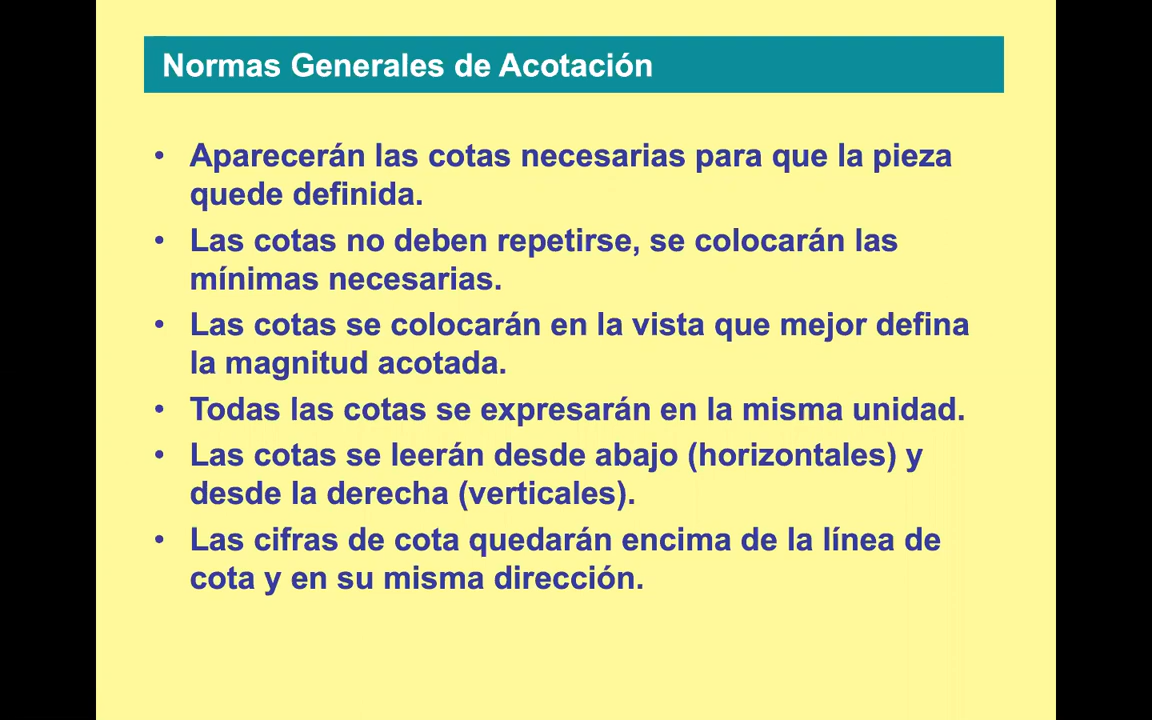 Normas Generales de Acotación
• Aparecerán las cotas necesarias para que la pieza
quede definida.
• Las cotas no deben repetirse, se colocarán las
mínimas necesarias.
• Las cotas se colocarán en la vista que mejor defina
la magnitud acotada.
• Todas las cotas se expresarán en la misma unidad.
• Las cotas se leerán desde abajo (horizontales) y
desde la derecha (verticales).
• Las cifras de cota quedarán encima de la línea de
cota y en su misma dirección.